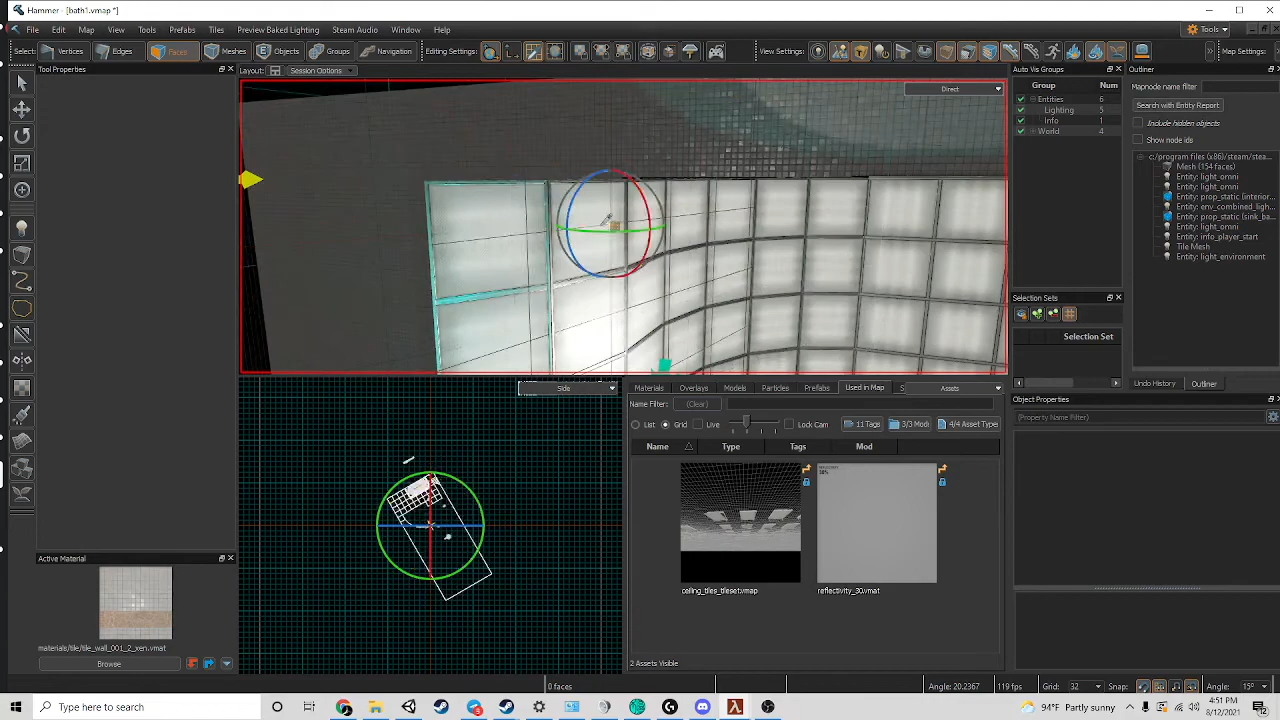 Hammer - [bath1.vmap *]
File Edit Map View Tools Prefabs Tiles Preview Baked Lighting Steam Audio Window Help Tools
Select: Vertices Edges Faces Meshes Objects Groups Navigation Editing Settings: View Settings: Map Settings:
Tool Properties Layout: Session Options Auto Vis Groups Outliner
Direct
Group Num
Mapnode name filter
Entities 6
Search with Entity Report
Lighting 5
Info 1
Include hidden objects
World 4
Show node ids
c:/program files (x86)/steam/stea...
Mesh (154 faces)
Entity: light_omni
Entity: light_omni
Entity: prop_static (interior...
Entity: env_combined_ligh...
Entity: prop_static (sink_ba...
Entity: light_omni
Entity: info_player_start
Tile Mesh
Entity: light_environment
Selection Sets
Selection Set
Undo History Outliner
Side
Materials Overlays Models Particles Prefabs Used in Map S Assets
Object Properties
Name Filter: (Clear)
(Property Name Filter)
List Grid Live Lock Cam 11 Tags 3/3 Modi 4/4 Asset Types
Name Type Tags Mod
ceiling_tiles_tileset.vmap
reflectivity_30.vmat
Active Material
materials/tile/tile_wall_001_2_xen.vmat
Browse
2 Assets Visible
0 faces
Angle: 20.2367 119 fps Grid: 32 Snap: Angle: 15°
Type here to search
94°F Partly sunny
4:51 PM
8/12/2021